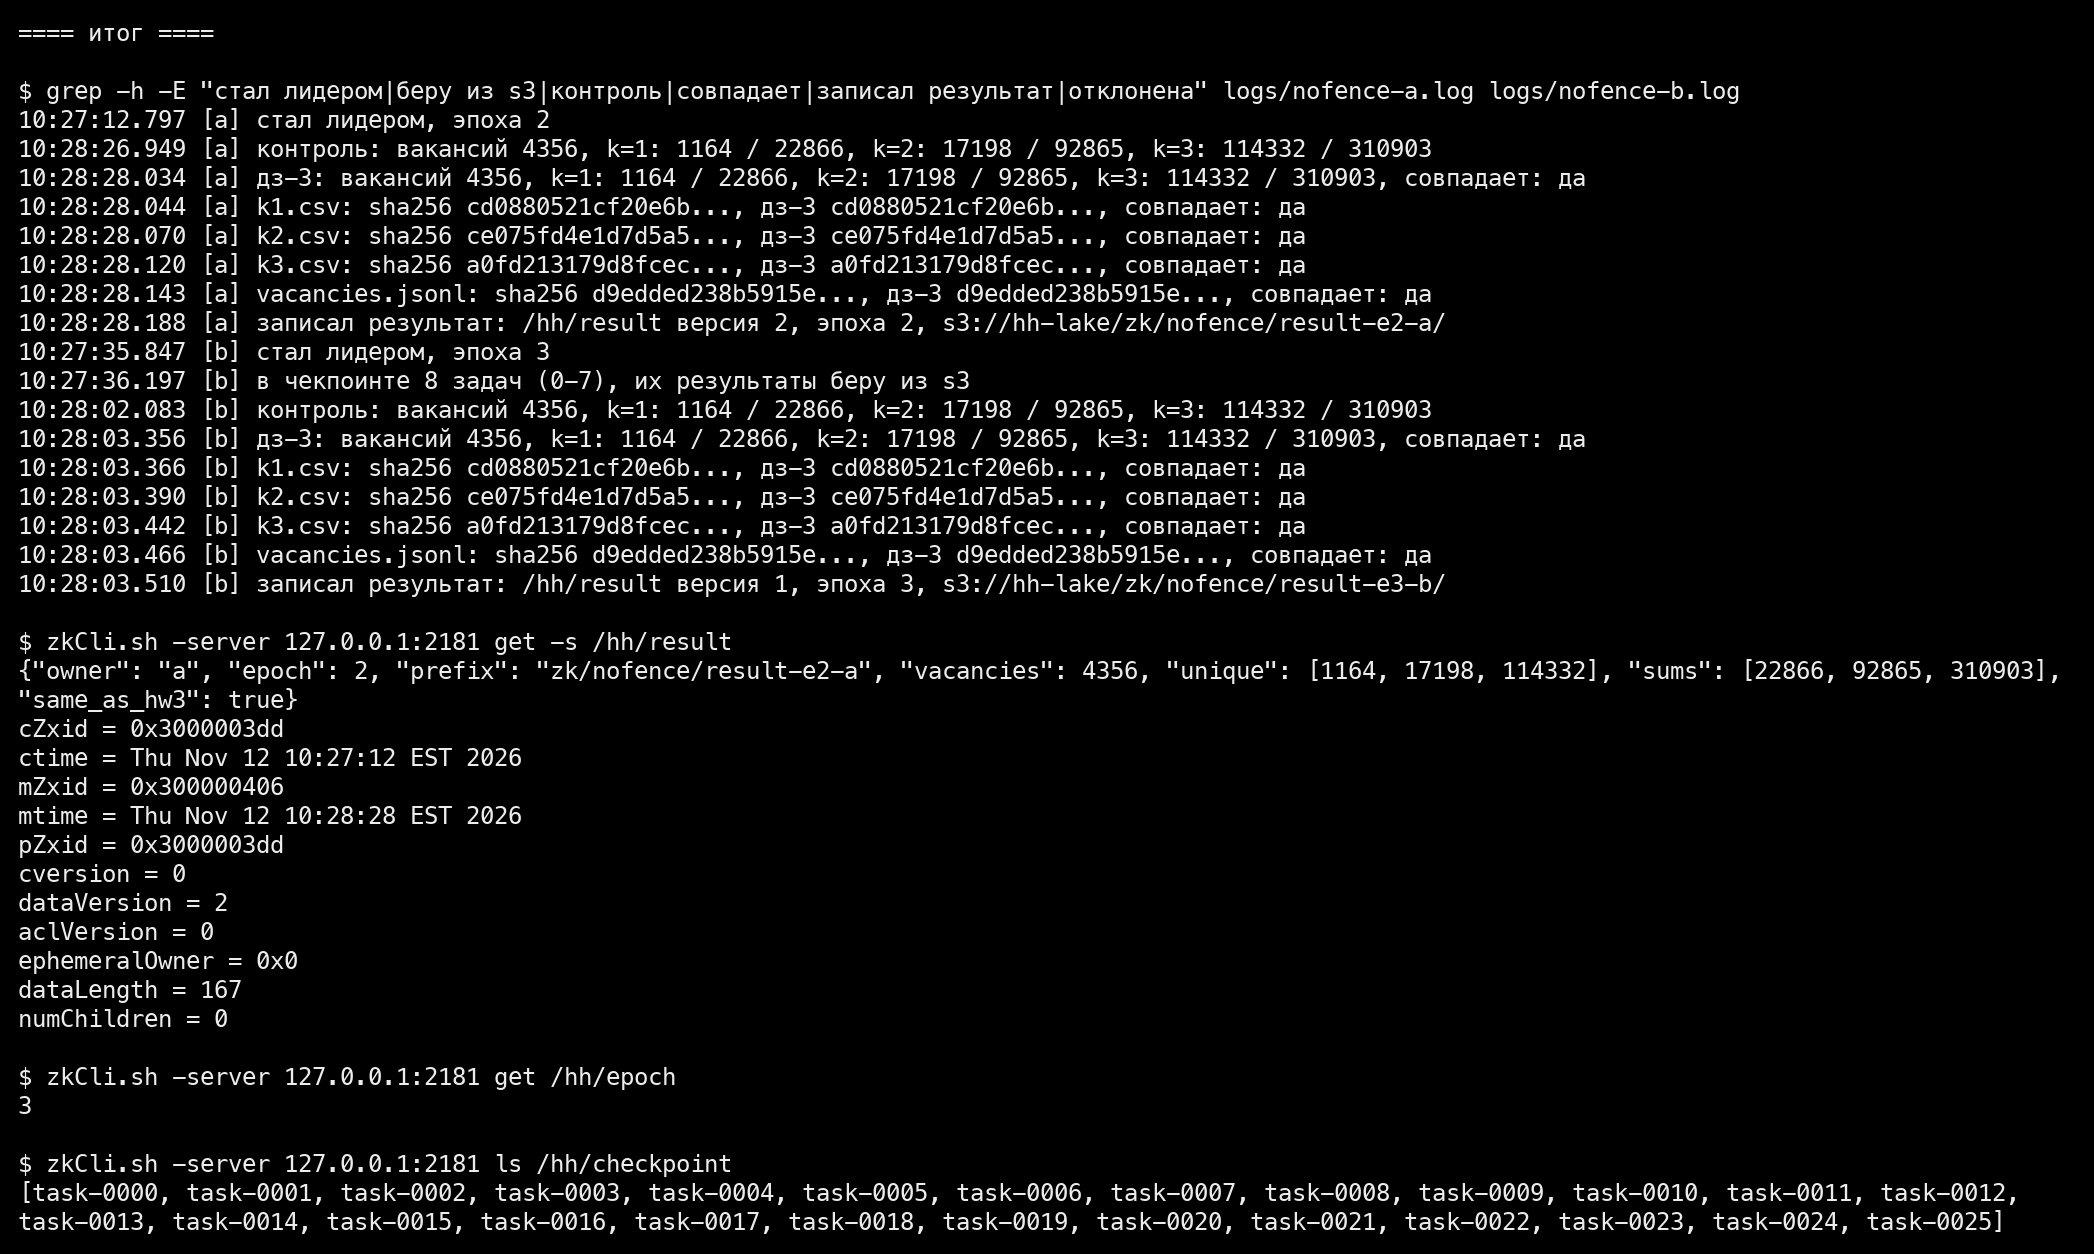 ==== итог ====
$ grep -h -E "стал лидером|беру из s3|контроль|совпадает|записал результат|отклонена" logs/nofence-a.log logs/nofence-b.log
10:27:12.797 [a] стал лидером, эпоха 2
10:28:26.949 [a] контроль: вакансий 4356, k=1: 1164 / 22866, k=2: 17198 / 92865, k=3: 114332 / 310903
10:28:28.034 [a] дз-3: вакансий 4356, k=1: 1164 / 22866, k=2: 17198 / 92865, k=3: 114332 / 310903, совпадает: да
10:28:28.044 [a] k1.csv: sha256 cd0880521cf20e6b..., дз-3 cd0880521cf20e6b..., совпадает: да
10:28:28.070 [a] k2.csv: sha256 ce075fd4e1d7d5a5..., дз-3 ce075fd4e1d7d5a5..., совпадает: да
10:28:28.120 [a] k3.csv: sha256 a0fd213179d8fcec..., дз-3 a0fd213179d8fcec..., совпадает: да
10:28:28.143 [a] vacancies.jsonl: sha256 d9edded238b5915e..., дз-3 d9edded238b5915e..., совпадает: да
10:28:28.188 [a] записал результат: /hh/result версия 2, эпоха 2, s3://hh-lake/zk/nofence/result-e2-a/
10:27:35.847 [b] стал лидером, эпоха 3
10:27:36.197 [b] в чекпоинте 8 задач (0-7), их результаты беру из s3
10:28:02.083 [b] контроль: вакансий 4356, k=1: 1164 / 22866, k=2: 17198 / 92865, k=3: 114332 / 310903
10:28:03.356 [b] дз-3: вакансий 4356, k=1: 1164 / 22866, k=2: 17198 / 92865, k=3: 114332 / 310903, совпадает: да
10:28:03.366 [b] k1.csv: sha256 cd0880521cf20e6b..., дз-3 cd0880521cf20e6b..., совпадает: да
10:28:03.390 [b] k2.csv: sha256 ce075fd4e1d7d5a5..., дз-3 ce075fd4e1d7d5a5..., совпадает: да
10:28:03.442 [b] k3.csv: sha256 a0fd213179d8fcec..., дз-3 a0fd213179d8fcec..., совпадает: да
10:28:03.466 [b] vacancies.jsonl: sha256 d9edded238b5915e..., дз-3 d9edded238b5915e..., совпадает: да
10:28:03.510 [b] записал результат: /hh/result версия 1, эпоха 3, s3://hh-lake/zk/nofence/result-e3-b/
$ zkCli.sh -server 127.0.0.1:2181 get -s /hh/result
{"owner": "a", "epoch": 2, "prefix": "zk/nofence/result-e2-a", "vacancies": 4356, "unique": [1164, 17198, 114332], "sums": [22866, 92865, 310903],
"same_as_hw3": true}
cZxid = 0x3000003dd
ctime = Thu Nov 12 10:27:12 EST 2026
mZxid = 0x300000406
mtime = Thu Nov 12 10:28:28 EST 2026
pZxid = 0x3000003dd
cversion = 0
dataVersion = 2
aclVersion = 0
ephemeralOwner = 0x0
dataLength = 167
numChildren = 0
$ zkCli.sh -server 127.0.0.1:2181 get /hh/epoch
3
$ zkCli.sh -server 127.0.0.1:2181 ls /hh/checkpoint
[task-0000, task-0001, task-0002, task-0003, task-0004, task-0005, task-0006, task-0007, task-0008, task-0009, task-0010, task-0011, task-0012,
task-0013, task-0014, task-0015, task-0016, task-0017, task-0018, task-0019, task-0020, task-0021, task-0022, task-0023, task-0024, task-0025]